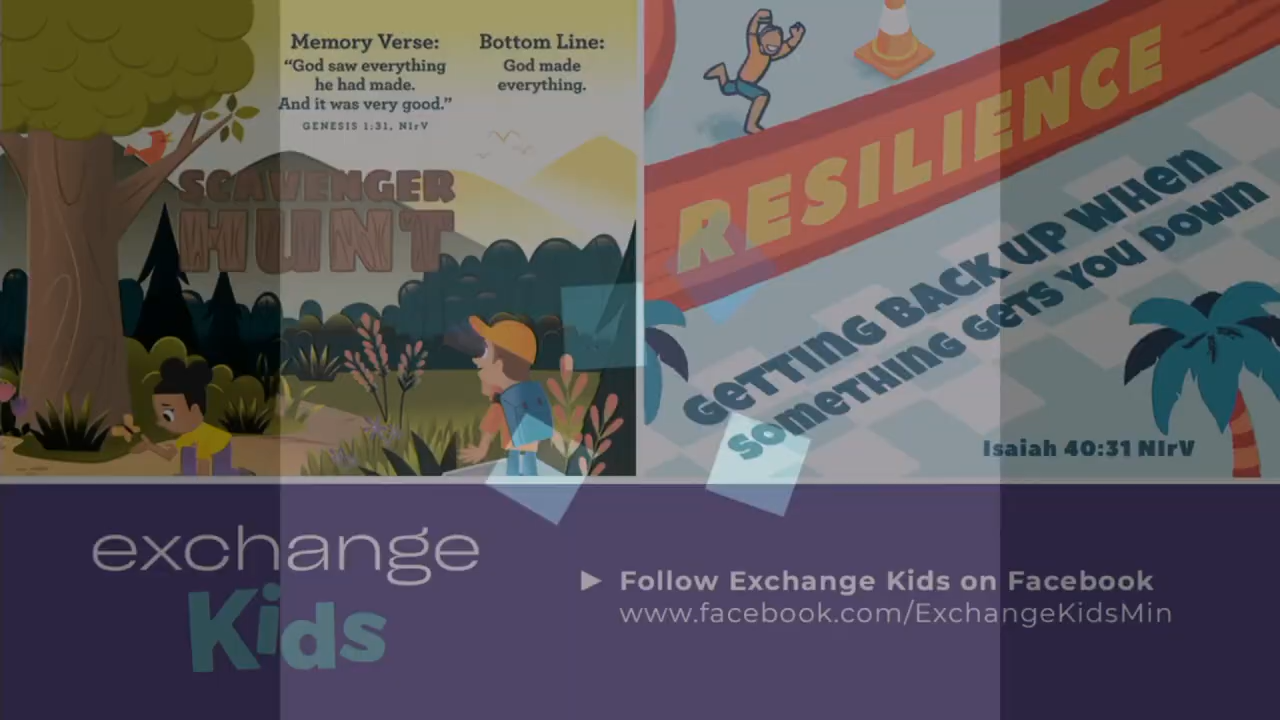 Memory Verse:
“God saw everything
he had made.
And it was very good.”
GENESIS 1:31, NIrV
Bottom Line:
God made
everything.
SCAVENGER
HUNT
RESILIENCE
GETTING BACK UP WHEN
SOMETHING GETS YOU DOWN
Isaiah 40:31 NIrV
exchange
Kids
Follow Exchange Kids on Facebook
www.facebook.com/ExchangeKidsMin